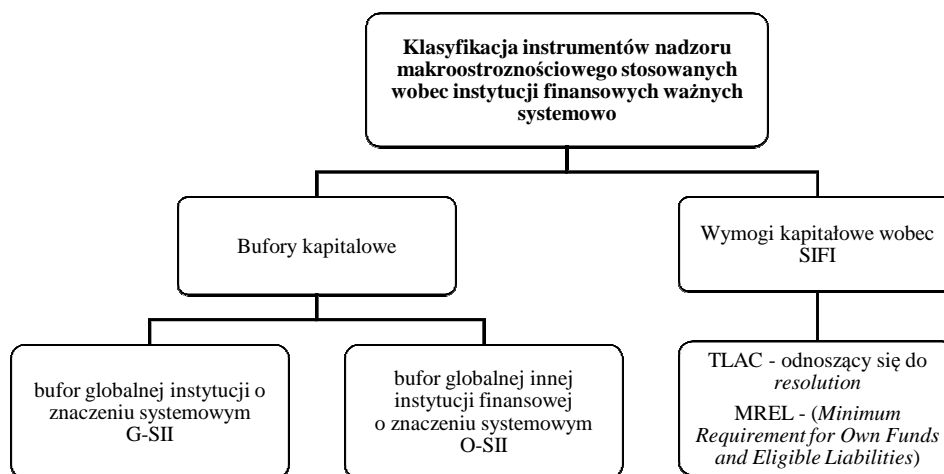 Klasyfikacja instrumentów nadzoru
makroostroznościowego stosowanych
wobec instytucji finansowych ważnych
systemowo
Bufory kapitalowe
Wymogi kapitałowe wobec
SIFI
bufor globalnej instytucji o
znaczeniu systemowym
G-SII
bufor globalnej innej
instytucji finansowej
o znaczeniu systemowym
O-SII
TLAC - odnoszący się do
resolution
MREL - (Minimum
Requirement for Own Funds
and Eligible Liabilities)